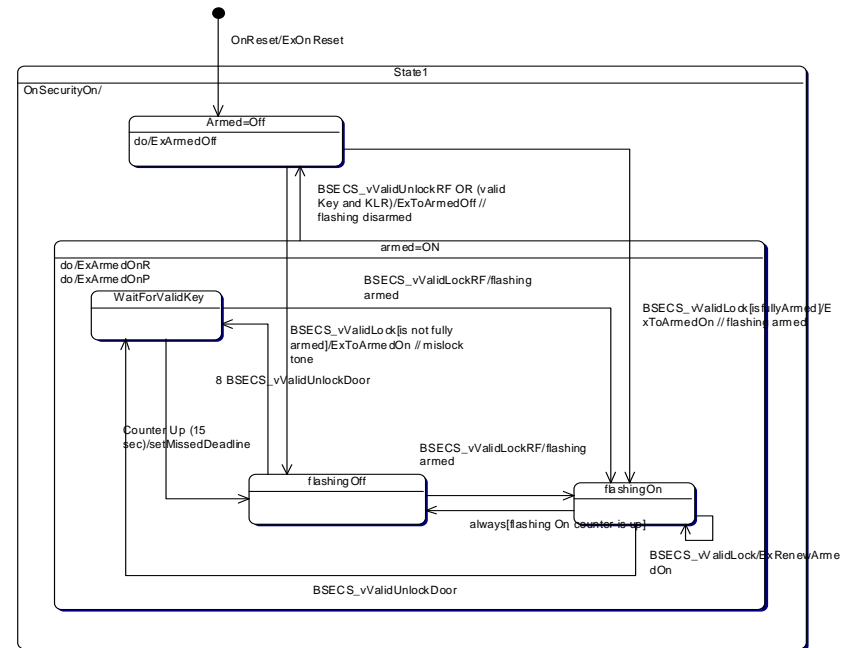 OnReset/ExOnReset
State1
OnSecurityOn/
Armed=Off
do/ExArmedOff
BSECS_vValidUnlockRF OR (valid
Key and KLR)/ExToArmedOff //
flashing disarmed
armed=ON
do/ExArmedOnR
do/ExArmedOnP
BSECS_vValidLockRF/flashing
armed
WaitForValidKey
BSECS_vValidLock[isfullyArmed]/E
xToArmedOn // flashing armed
BSECS_vValidLock[is not fully
armed]/ExToArmedOn // mislock
tone
8 BSECS_vValidUnlockDoor
Counter Up (15
sec)/setMissedDeadline
BSECS_vValidLockRF/flashing
armed
flashingOff
flashingOn
always[flashing On counter is up]
BSECS_vValidLock/ExRenewArme
dOn
BSECS_vValidUnlockDoor